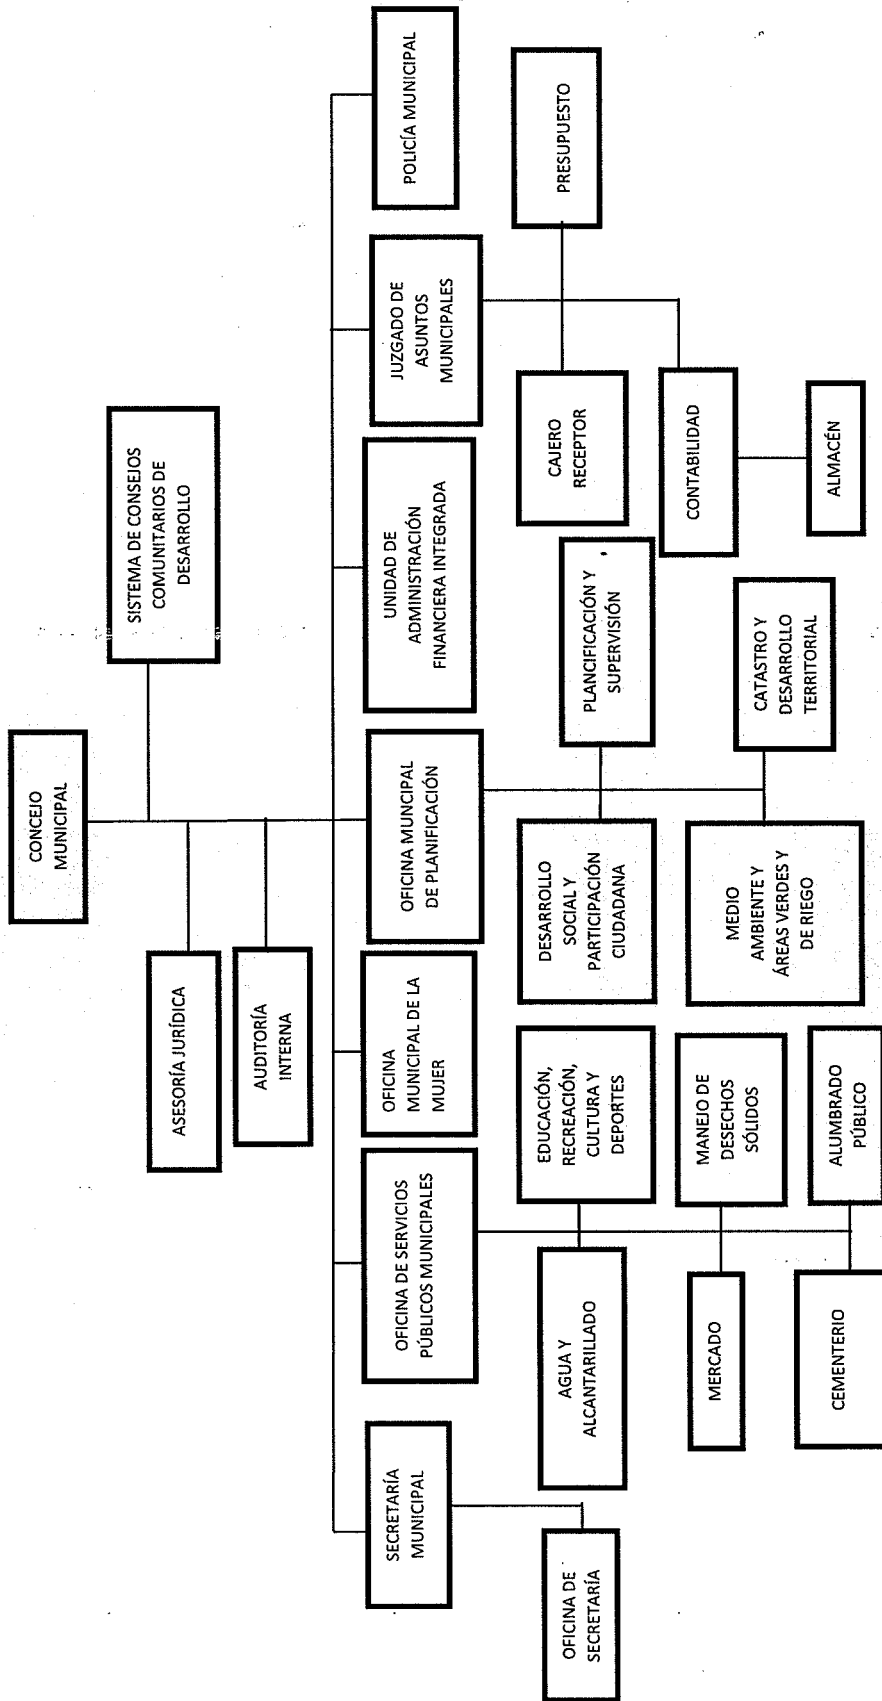 CONCEJO
MUNICIPAL
SISTEMA DE CONSEJOS
COMUNITARIOS DE
DESARROLLO
ASESORÍA JURÍDICA
AUDITORÍA
INTERNA
SECRETARÍA
MUNICIPAL
OFICINA DE SERVICIOS
PÚBLICOS MUNICIPALES
OFICINA
MUNICIPAL DE LA
MUJER
OFICINA MUNCIPAL
DE PLANIFICACIÓN
UNIDAD DE
ADMINISTRACIÓN
FINANCIERA INTEGRADA
JUZGADO DE
ASUNTOS
MUNICIPALES
POLICÍA MUNICIPAL
OFICINA DE
SECRETARÍA
AGUA Y
ALCANTARILLADO
EDUCACIÓN,
RECREACIÓN,
CULTURA Y
DEPORTES
DESARROLLO
SOCIAL Y
PARTICIPACIÓN
CIUDADANA
PLANCIFICACIÓN Y
SUPERVISIÓN
CAJERO
RECEPTOR
PRESUPUESTO
MERCADO
MANEJO DE
DESECHOS
SÓLIDOS
MEDIO
AMBIENTE Y
ÁREAS VERDES Y
DE RIEGO
CATASTRO Y
DESARROLLO
TERRITORIAL
CONTABILIDAD
CEMENTERIO
ALUMBRADO
PÚBLICO
ALMACÉN